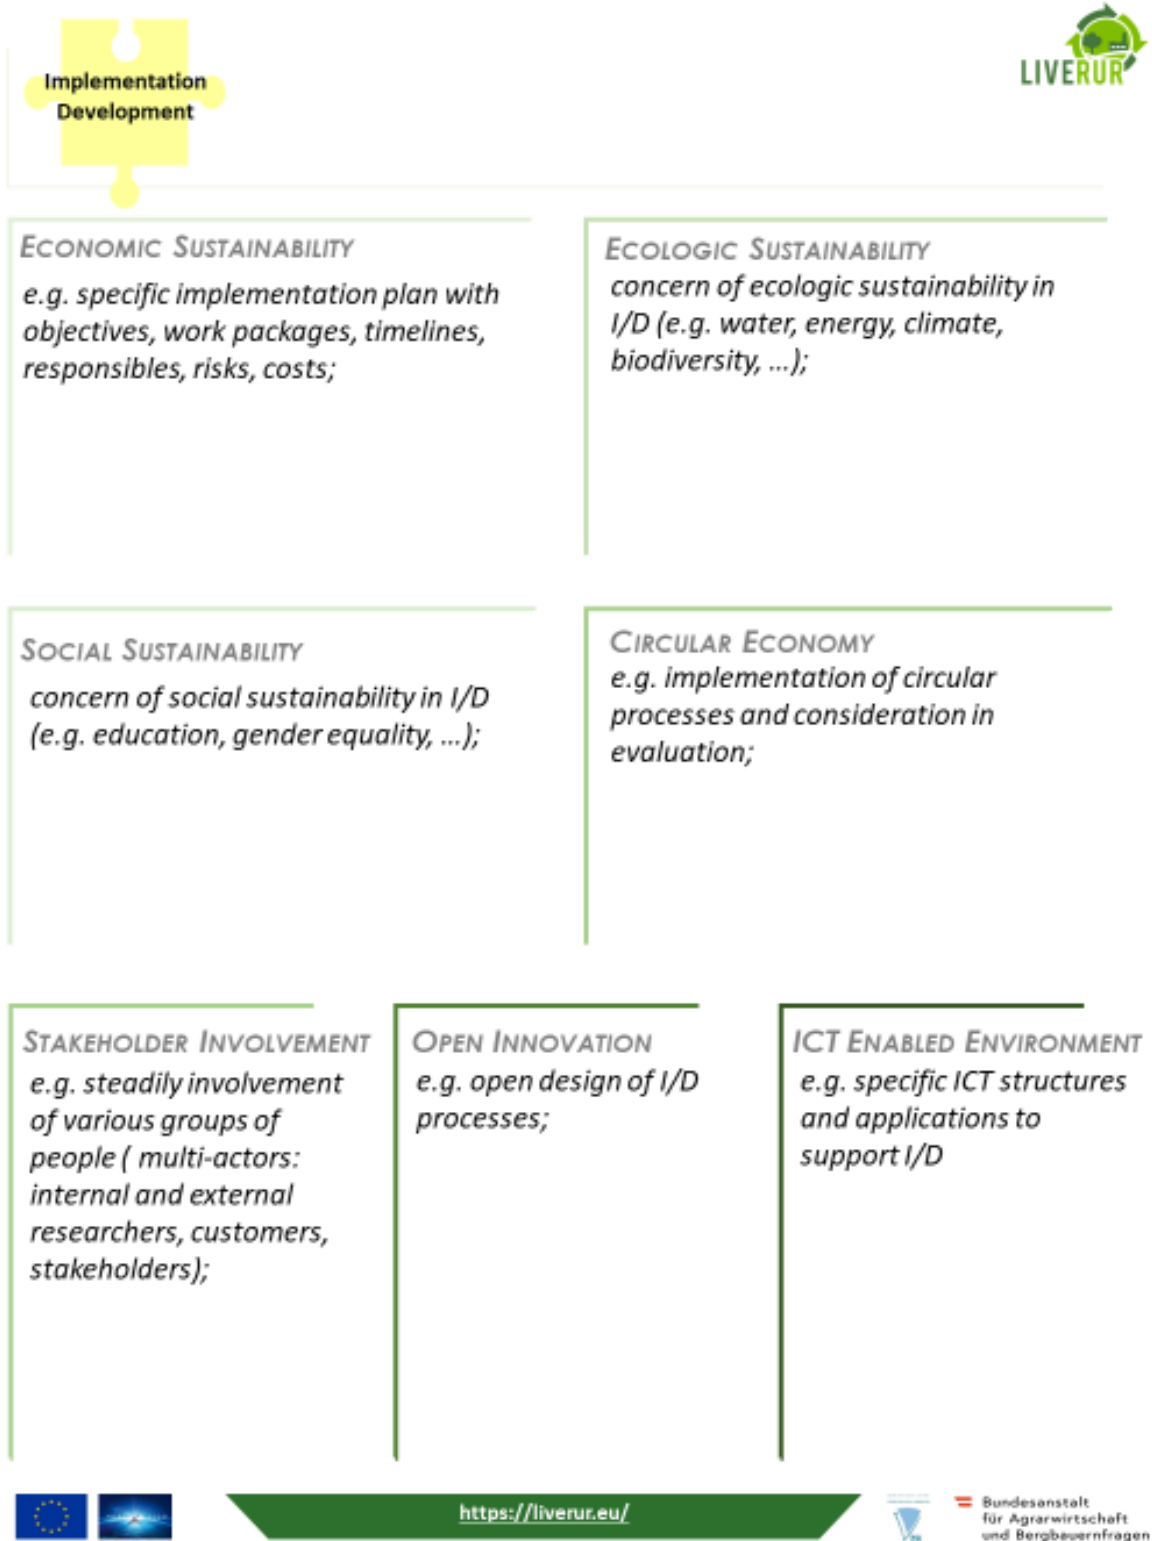 Implementation
Development
LIVERUR
ECONOMIC SUSTAINABILITY
e.g. specific implementation plan with
objectives, work packages, timelines,
responsibles, risks, costs;
ECOLOGIC SUSTAINABILITY
concern of ecologic sustainability in
I/D (e.g. water, energy, climate,
biodiversity, ...);
SOCIAL SUSTAINABILITY
concern of social sustainability in I/D
(e.g. education, gender equality, ...);
CIRCULAR ECONOMY
e.g. implementation of circular
processes and consideration in
evaluation;
STAKEHOLDER INVOLVEMENT
e.g. steadily involvement
of various groups of
people ( multi-actors:
internal and external
researchers, customers,
stakeholders);
OPEN INNOVATION
e.g. open design of I/D
processes;
ICT ENABLED ENVIRONMENT
e.g. specific ICT structures
and applications to
support I/D
https://liverur.eu/
Bundesanstalt
für Agrarwirtschaft
und Bergbauernfragen